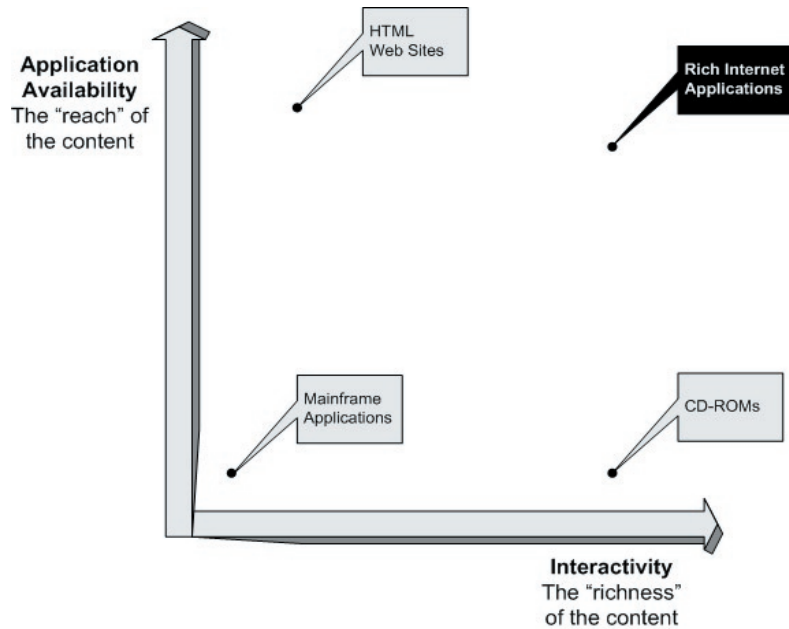 Application
Availability
The “reach” of
the content
HTML
Web Sites
Rich Internet
Applications
Mainframe
Applications
CD-ROMs
Interactivity
The “richness”
of the content